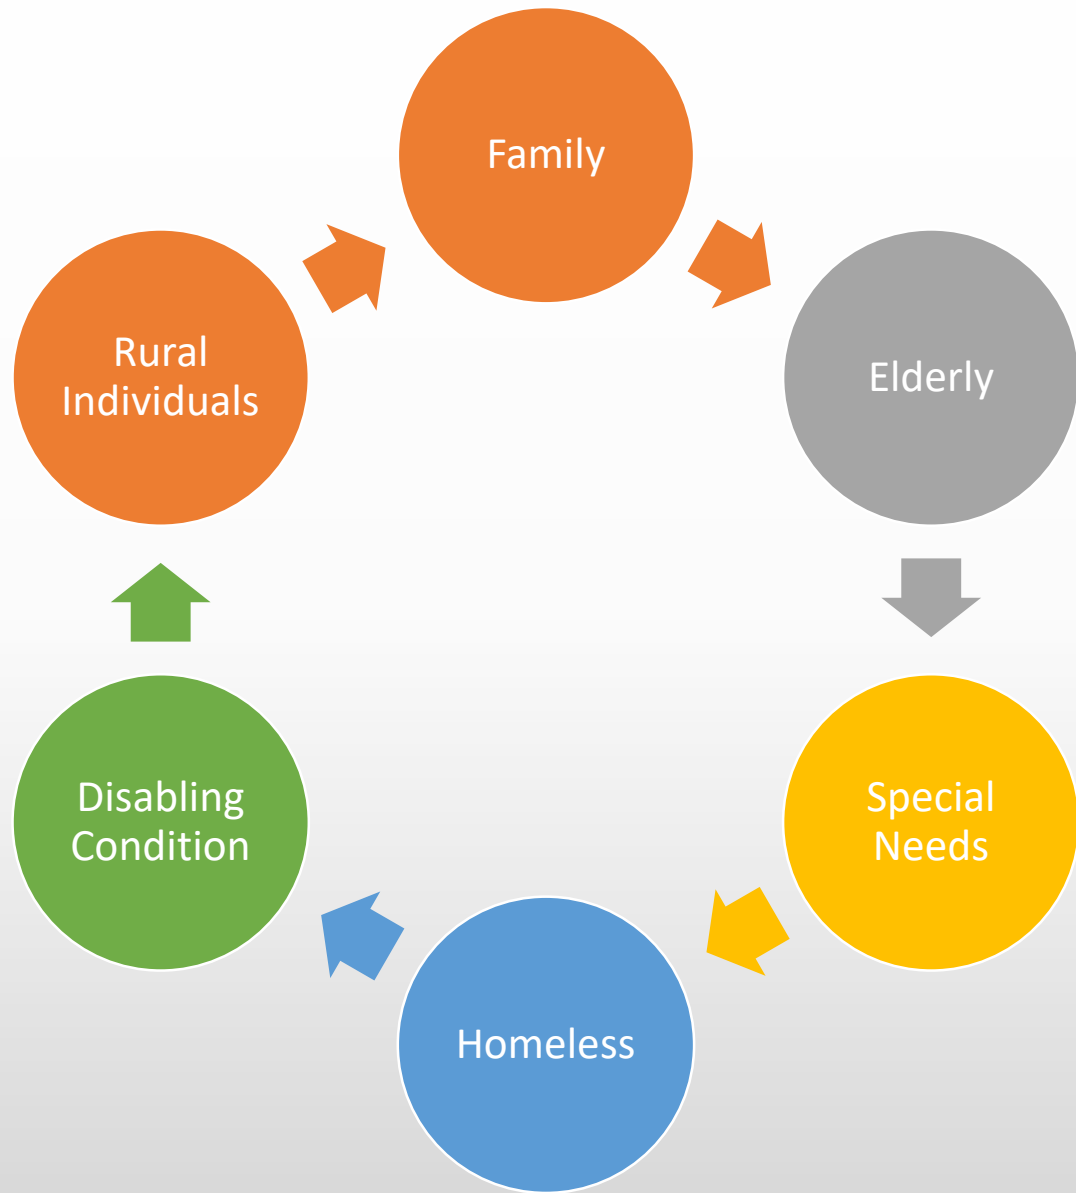 Family
Elderly
Special
Needs
Homeless
Disabling
Condition
Rural
Individuals